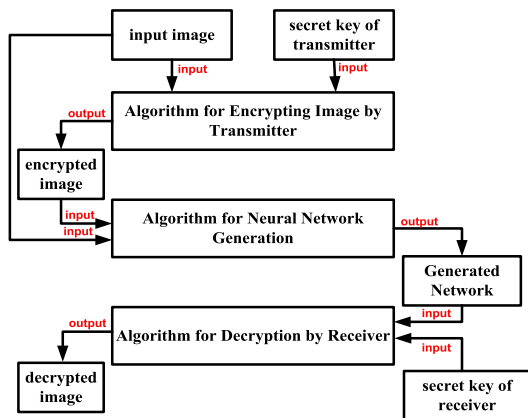 input image
secret key of
transmitter
input
input
output
Algorithm for Encrypting Image by
Transmitter
encrypted
image
input
input
Algorithm for Neural Network
Generation
output
Generated
Network
input
output
Algorithm for Decryption by Receiver
input
decrypted
image
secret key of
receiver